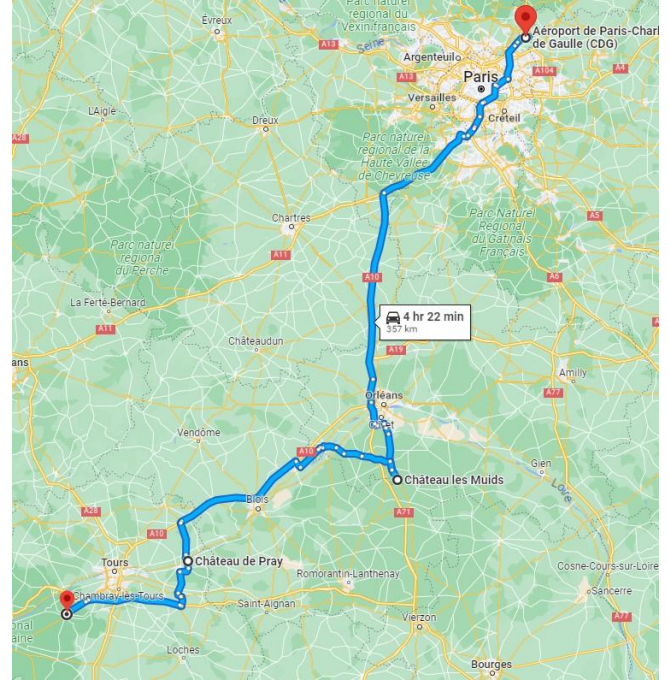 Parc naturel
régional du
Vexin français
Évreux
A13
Seine
Argenteuil
Aéroport de Paris-Charl
de Gaulle (CDG)
A13
A104
A4
Paris
Versailles
L'Aigle
A28
Dreux
Créteil
Parc naturel
régional de la
Haute Vallée
de Chevreuse
Chartres
Parc Naturel
Régional
du Gâtinais
Français
A5
Parc naturel
régional
du Perche
A11
A10
A6
La Ferté-Bernard
4 hr 22 min
357 km
A11
Châteaudun
A19
ans
Amilly
Orléans
A77
Vendôme
A10
Gien
Château les Muids
Loire
Blois
A28
A71
A10
Tours
Château de Pray
Cosne-Cours-sur-Loire
Romorantin-Lanthenay
Chambray-lès-Tours
Saint-Aignan
Sancerre
onal
aine
Vierzon
A77
Loches
Bourges